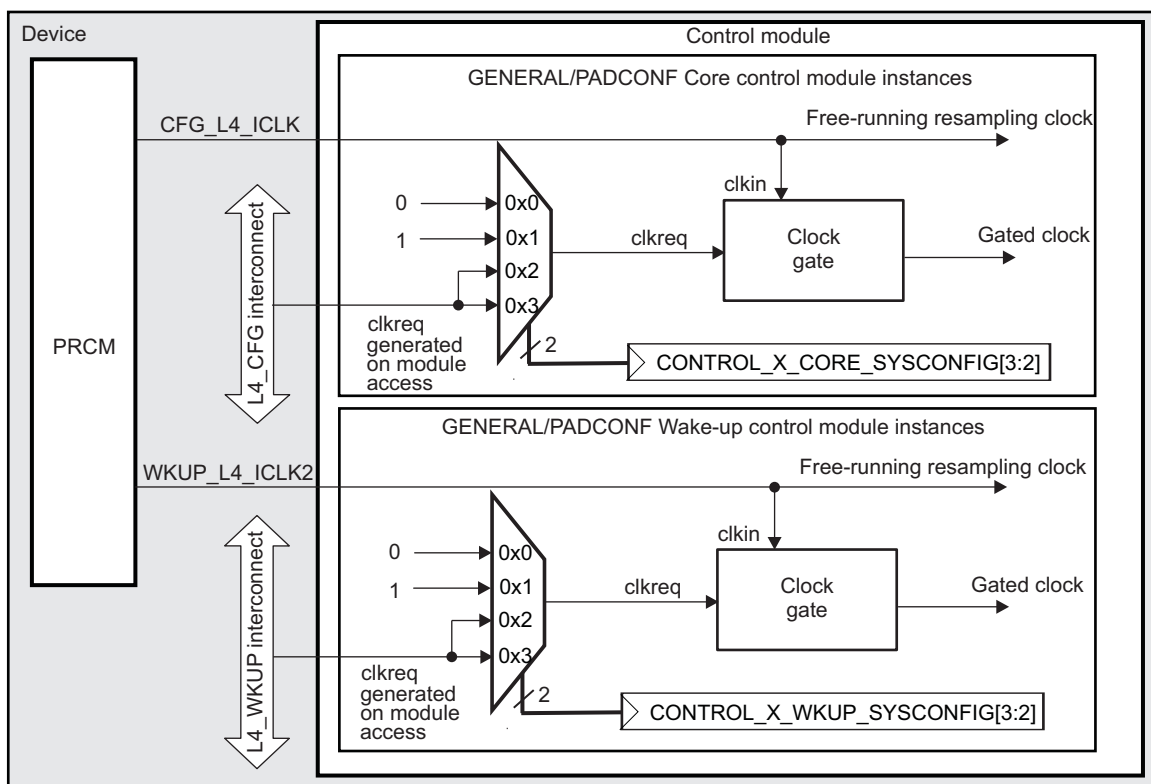 Device
Control module
GENERAL/PADCONF Core control module instances
PRCM
CFG_L4_ICLK
Free-running resampling clock
clkin
0
0x0
1
0x1
clkreq
Clock
gate
Gated clock
0x2
0x3
L4_CFG interconnect
clkreq
generated
on module
access
2
CONTROL_X_CORE_SYSCONFIG[3:2]
GENERAL/PADCONF Wake-up control module instances
WKUP_L4_ICLK2
Free-running resampling clock
clkin
0
0x0
1
0x1
clkreq
Clock
gate
Gated clock
0x2
0x3
L4_WKUP interconnect
clkreq
generated
on module
access
2
CONTROL_X_WKUP_SYSCONFIG[3:2]